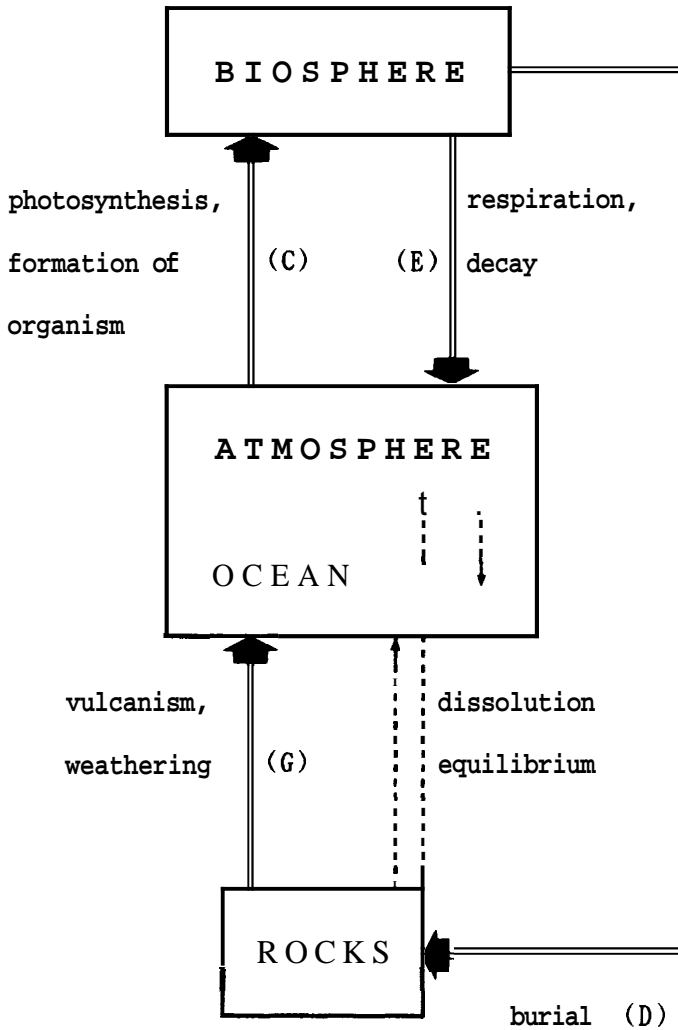 BIOSPHERE
photosynthesis,
formation of
organism
(C)
(E)
respiration,
decay
ATMOSPHERE
OCEAN
vulcanism,
weathering
(G)
dissolution
equilibrium
ROCKS
burial (D)